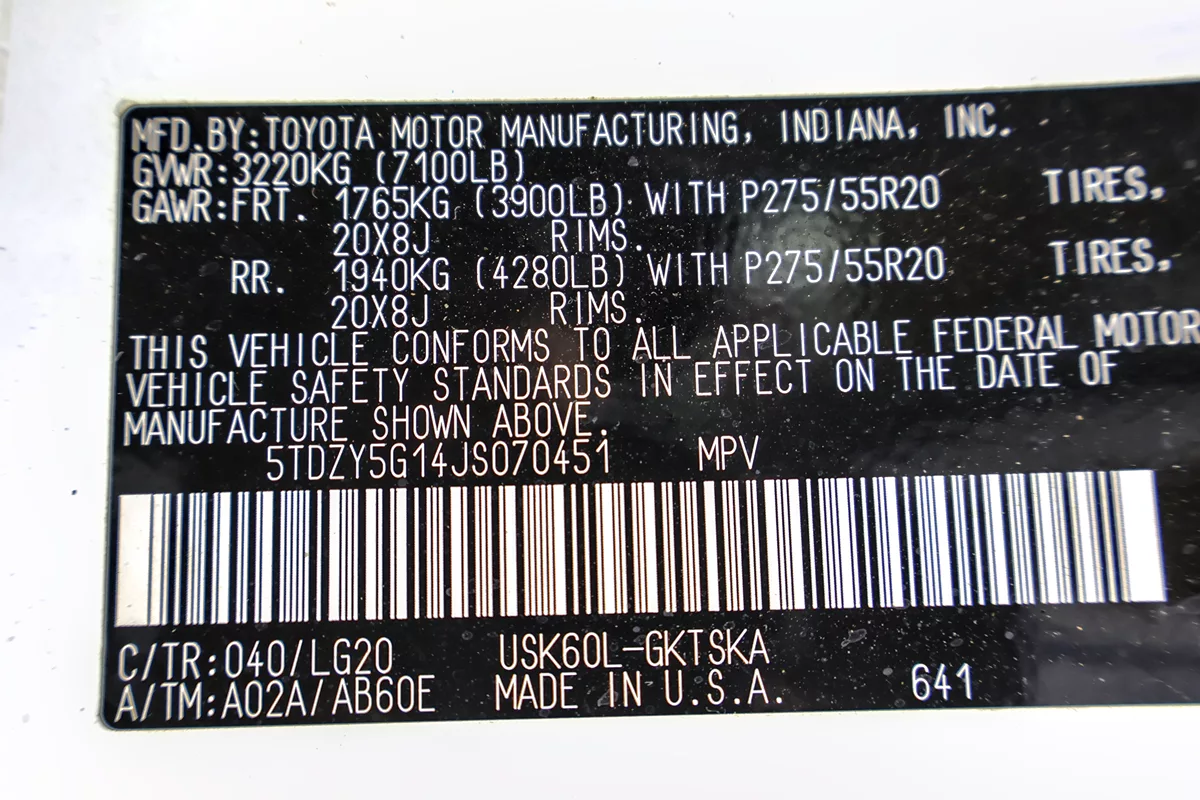 MFD.BY:TOYOTA MOTOR MANUFACTURING, INDIANA, INC.
GVWR:3220KG (7100LB)
GAWR:FRT. 1765KG (3900LB) WITH P275/55R20 TIRES,
20X8J RIMS.
RR. 1940KG (4280LB) WITH P275/55R20 TIRES,
20X8J RIMS.
THIS VEHICLE CONFORMS TO ALL APPLICABLE FEDERAL MOTOR
VEHICLE SAFETY STANDARDS IN EFFECT ON THE DATE OF
MANUFACTURE SHOWN ABOVE.
5TDZY5G14JS070451 MPV
C/TR:040/LG20 USK60L-GKTSKA
A/TM:A02A/AB60E MADE IN U.S.A. 641